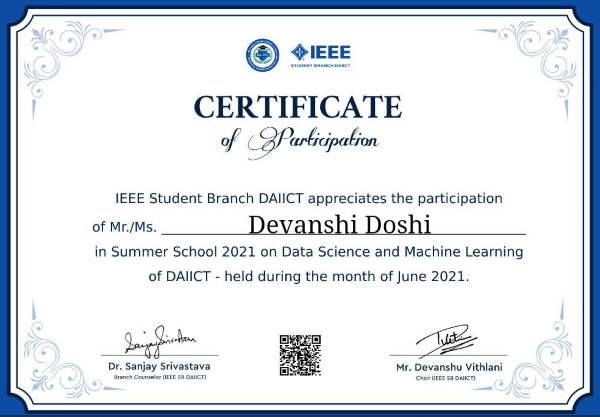 IEEE
STUDENT BRANCH DAIICT
CERTIFICATE
of Participation
IEEE Student Branch DAIICT appreciates the participation
of Mr./Ms. Devanshi Doshi
in Summer School 2021 on Data Science and Machine Learning
of DAIICT - held during the month of June 2021.
Dr. Sanjay Srivastava
Branch Counselor (IEEE SB DAIICT)
Mr. Devanshu Vithlani
Chair (IEEE SB DAIICT)